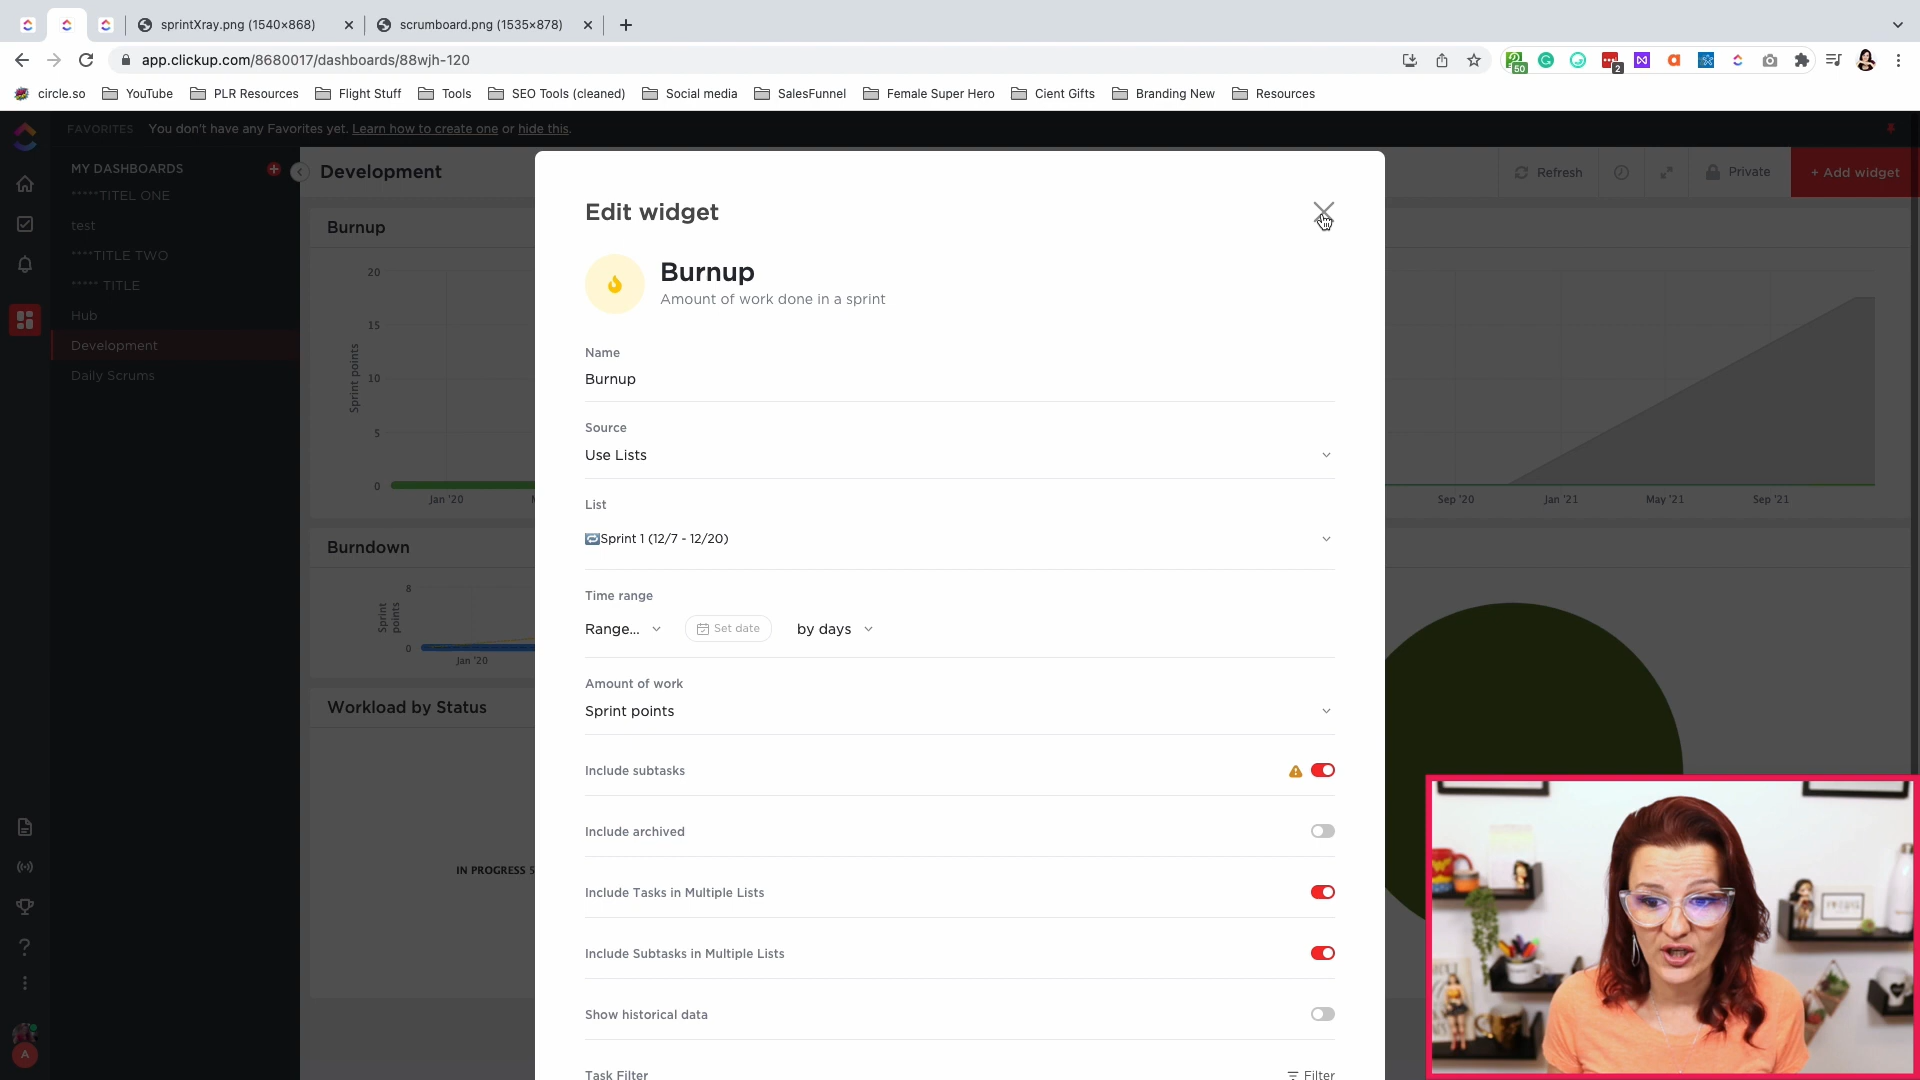 sprintXray.png (1540×868)
scrumboard.png (1535×878)
app.clickup.com/8680017/dashboards/88wjh-120
50
2
circle.so
YouTube
PLR Resources
Flight Stuff
Tools
SEO Tools (cleaned)
Social media
SalesFunnel
Female Super Hero
Cient Gifts
Branding New
Resources
FAVORITES You don't have any Favorites yet. Learn how to create one or hide this.
MY DASHBOARDS
*****TITEL ONE
test
****TITLE TWO
***** TITLE
Hub
Development
Daily Scrums
A
Development
Refresh
Private
+ Add widget
Burnup
20
15
10
5
0
Sprint points
Jan '20
Sep '20
Jan '21
May '21
Sep '21
Burndown
8
0
Sprint points
Jan '20
Workload by Status
IN PROGRESS 5
Edit widget
Burnup
Amount of work done in a sprint
Name
Burnup
Source
Use Lists
List
Sprint 1 (12/7 - 12/20)
Time range
Range...
Set date
by days
Amount of work
Sprint points
Include subtasks
Include archived
Include Tasks in Multiple Lists
Include Subtasks in Multiple Lists
Show historical data
Task Filter
Filter